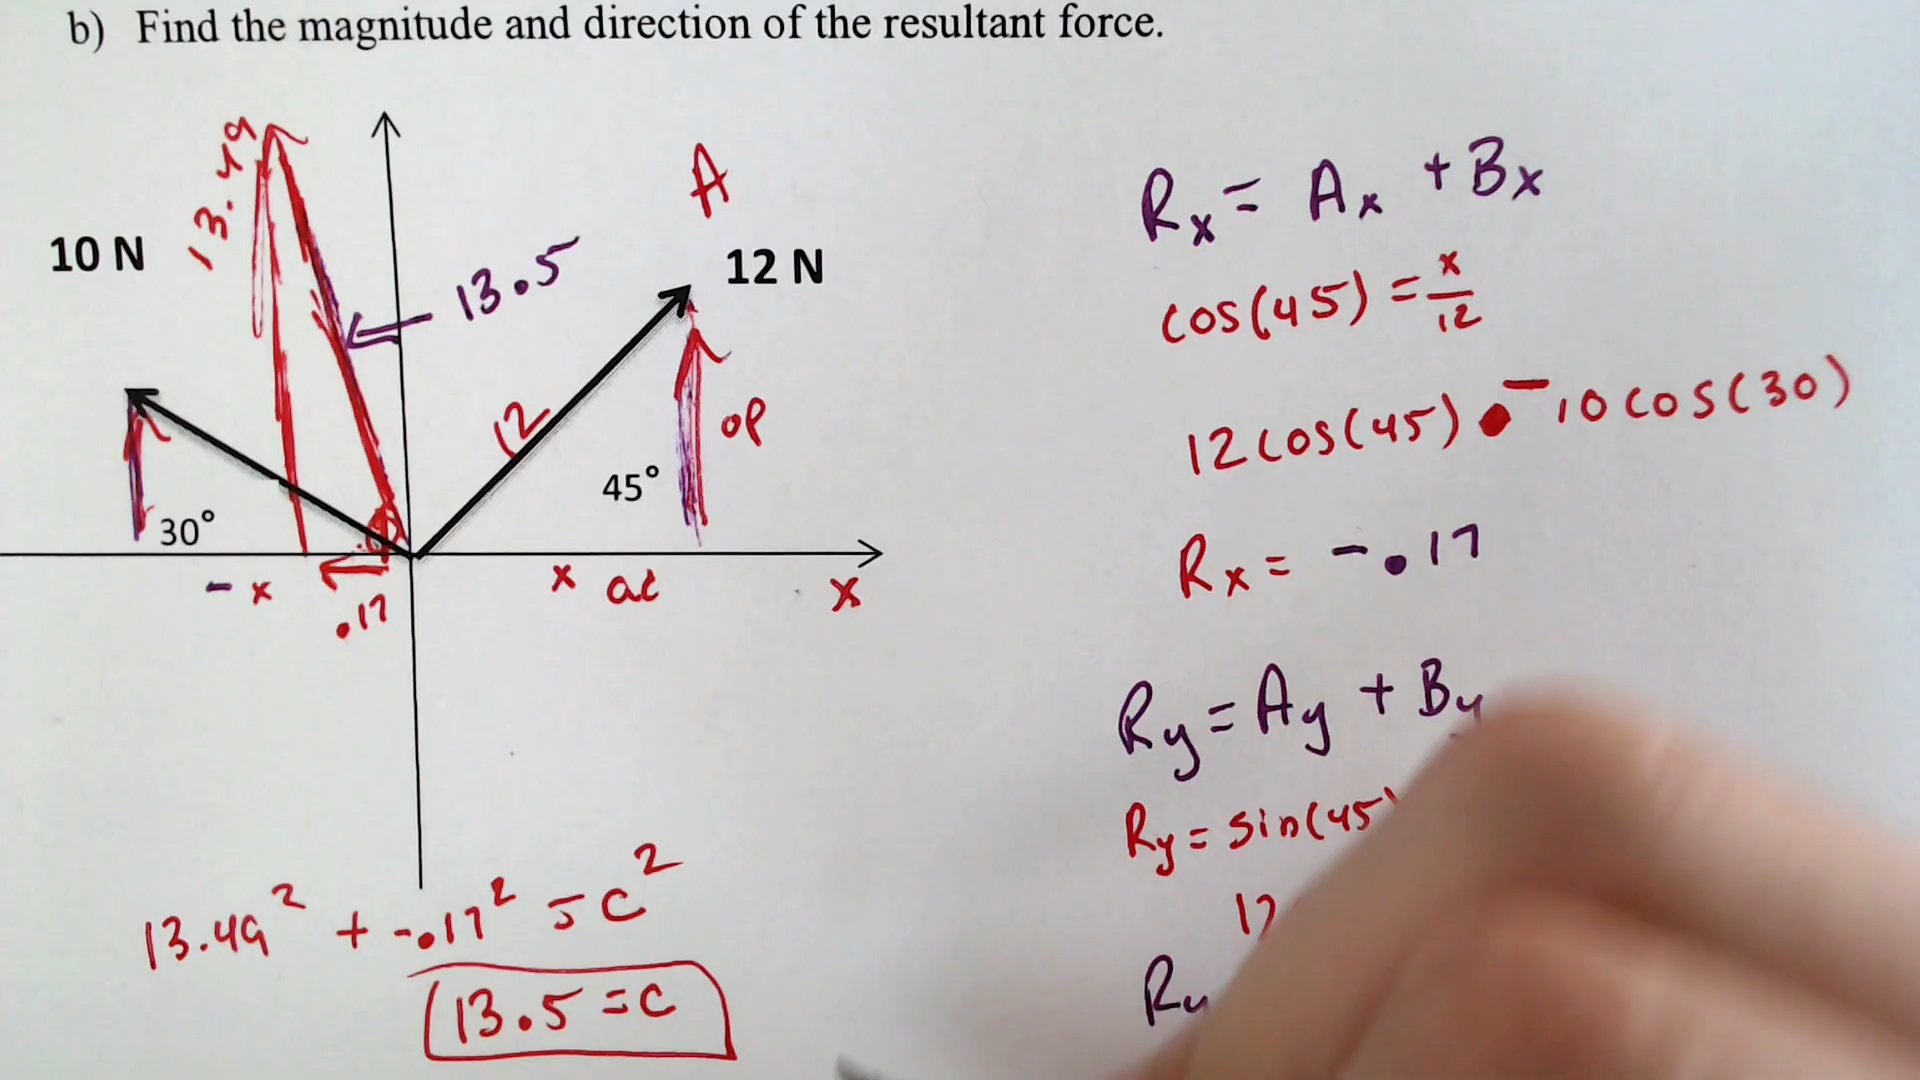 b) Find the magnitude and direction of the resultant force.
13.49
10 N
13.5
A
12 N
12
op
45°
30°
- x
.17
x ad
x
13.49² + -.17² = c²
13.5 = c
Rx = Ax + Bx
cos(45) = x/12
12cos(45) • -10cos(30)
Rx = -.17
Ry = Ay + By
Ry = sin(45)
12